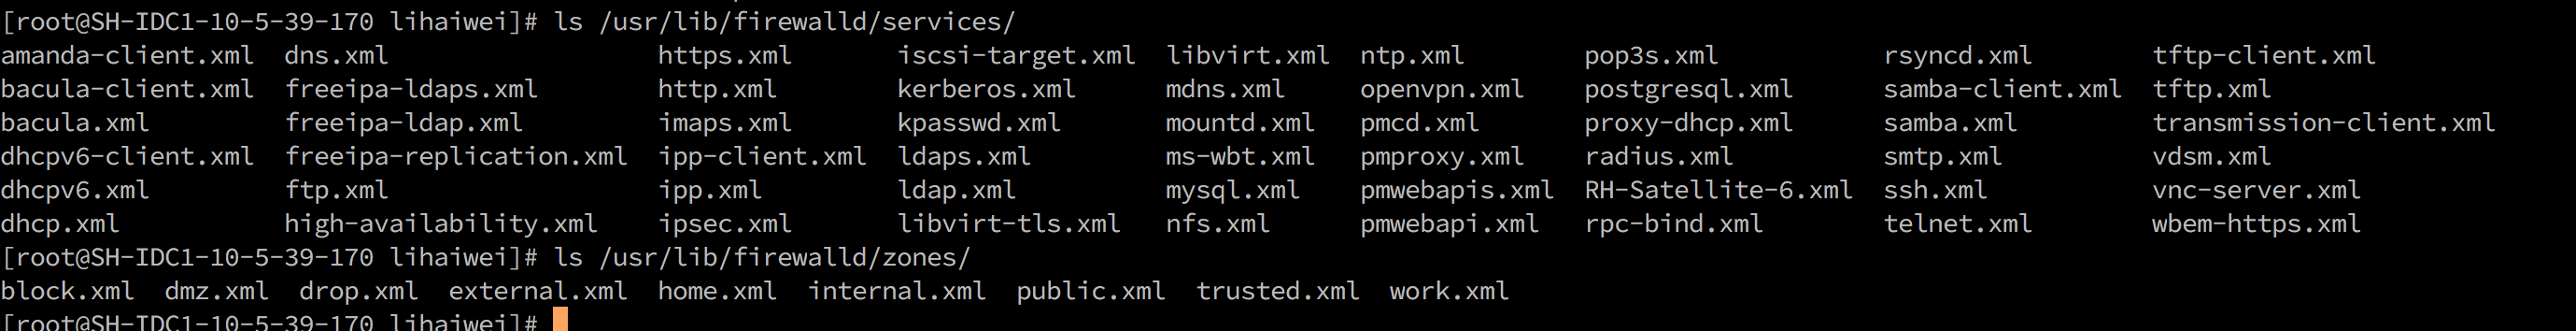 [root@SH-IDC1-10-5-39-170 lihaiwei]# ls /usr/lib/firewalld/services/
amanda-client.xml  dns.xml                  https.xml       iscsi-target.xml  libvirt.xml  ntp.xml        pop3s.xml          rsyncd.xml        tftp-client.xml
bacula-client.xml  freeipa-ldaps.xml        http.xml        kerberos.xml      mdns.xml     openvpn.xml    postgresql.xml     samba-client.xml  tftp.xml
bacula.xml         freeipa-ldap.xml         imaps.xml       kpasswd.xml       mountd.xml   pmcd.xml       proxy-dhcp.xml     samba.xml         transmission-client.xml
dhcpv6-client.xml  freeipa-replication.xml  ipp-client.xml  ldaps.xml         ms-wbt.xml   pmproxy.xml    radius.xml         smtp.xml          vdsm.xml
dhcpv6.xml         ftp.xml                  ipp.xml         ldap.xml          mysql.xml    pmwebapis.xml  RH-Satellite-6.xml  ssh.xml           vnc-server.xml
dhcp.xml           high-availability.xml    ipsec.xml       libvirt-tls.xml   nfs.xml      pmwebapi.xml   rpc-bind.xml       telnet.xml        wbem-https.xml
[root@SH-IDC1-10-5-39-170 lihaiwei]# ls /usr/lib/firewalld/zones/
block.xml  dmz.xml  drop.xml  external.xml  home.xml  internal.xml  public.xml  trusted.xml  work.xml
[root@SH-IDC1-10-5-39-170 lihaiwei]#